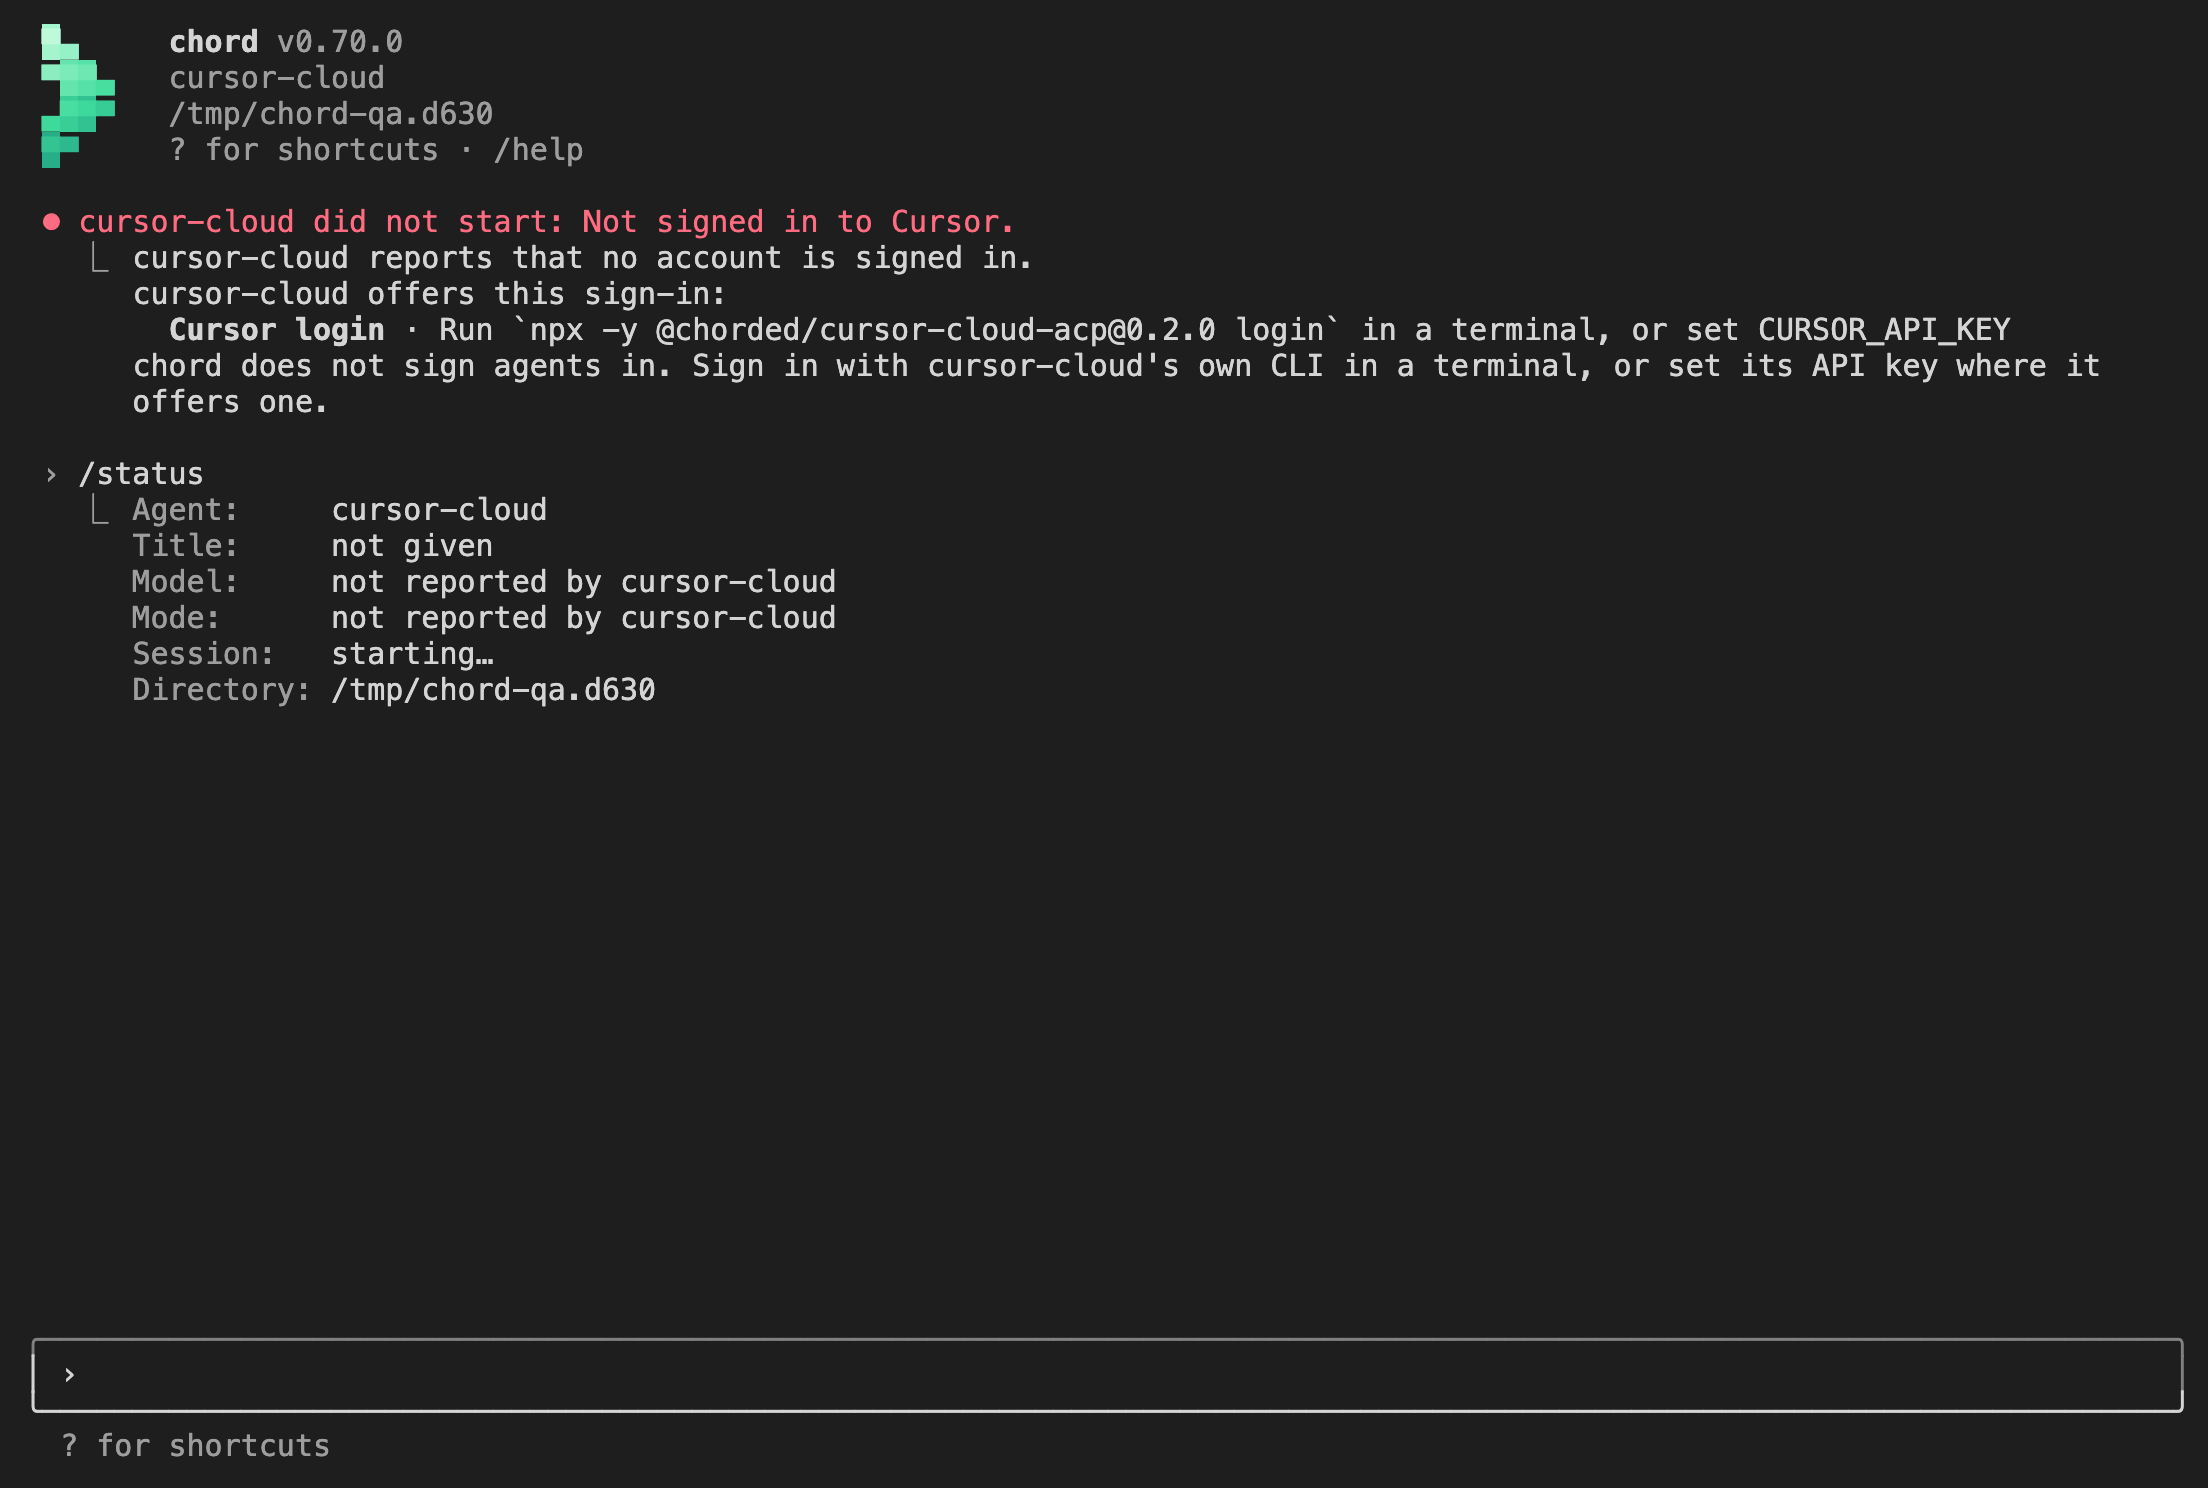 chord v0.70.0
cursor-cloud
/tmp/chord-qa.d630
? for shortcuts · /help
● cursor-cloud did not start: Not signed in to Cursor.
⎿ cursor-cloud reports that no account is signed in.
cursor-cloud offers this sign-in:
Cursor login · Run `npx -y @chorded/cursor-cloud-acp@0.2.0 login` in a terminal, or set CURSOR_API_KEY
chord does not sign agents in. Sign in with cursor-cloud's own CLI in a terminal, or set its API key where it
offers one.
› /status
⎿ Agent: cursor-cloud
Title: not given
Model: not reported by cursor-cloud
Mode: not reported by cursor-cloud
Session: starting…
Directory: /tmp/chord-qa.d630
›
? for shortcuts